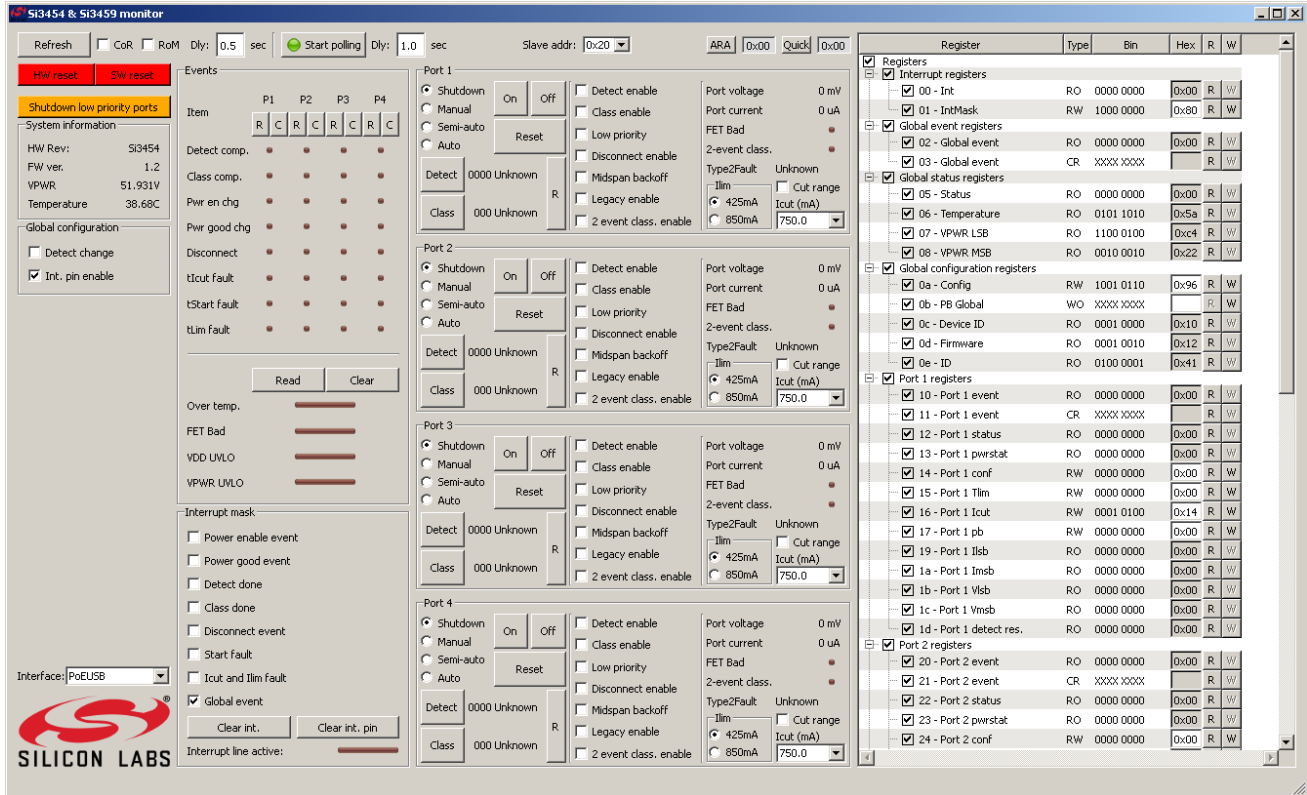 Si3454 & Si3459 monitor
Refresh CoR RoM Dly: 0.5 sec Start polling Dly: 1.0 sec Slave addr: 0x20 ARA 0x00 Quick 0x00
HW reset SW reset
Shutdown low priority ports
System information
HW Rev: Si3454
FW ver. 1.2
VPWR 51.931V
Temperature 38.68C
Global configuration
Detect change
Int. pin enable
Interface: PoEUSB
SILICON LABS
Events
P1 P2 P3 P4
Item R C R C R C R C
Detect comp.
Class comp.
Pwr en chg
Pwr good chg
Disconnect
tIcut fault
tStart fault
tLim fault
Read Clear
Over temp.
FET Bad
VDD UVLO
VPWR UVLO
Interrupt mask
Power enable event
Power good event
Detect done
Class done
Disconnect event
Start fault
Icut and Ilim fault
Global event
Clear int. Clear int. pin
Interrupt line active:
Port 1
Shutdown
Manual
Semi-auto
Auto
On Off
Reset
Detect 0000 Unknown
Class 000 Unknown
R
Detect enable
Class enable
Low priority
Disconnect enable
Midspan backoff
Legacy enable
2 event class. enable
Port voltage 0 mV
Port current 0 uA
FET Bad
2-event class.
Type2Fault Unknown
Ilim
425mA
850mA
Cut range
Icut (mA)
750.0
Port 2
Shutdown
Manual
Semi-auto
Auto
On Off
Reset
Detect 0000 Unknown
Class 000 Unknown
R
Detect enable
Class enable
Low priority
Disconnect enable
Midspan backoff
Legacy enable
2 event class. enable
Port voltage 0 mV
Port current 0 uA
FET Bad
2-event class.
Type2Fault Unknown
Ilim
425mA
850mA
Cut range
Icut (mA)
750.0
Port 3
Shutdown
Manual
Semi-auto
Auto
On Off
Reset
Detect 0000 Unknown
Class 000 Unknown
R
Detect enable
Class enable
Low priority
Disconnect enable
Midspan backoff
Legacy enable
2 event class. enable
Port voltage 0 mV
Port current 0 uA
FET Bad
2-event class.
Type2Fault Unknown
Ilim
425mA
850mA
Cut range
Icut (mA)
750.0
Port 4
Shutdown
Manual
Semi-auto
Auto
On Off
Reset
Detect 0000 Unknown
Class 000 Unknown
R
Detect enable
Class enable
Low priority
Disconnect enable
Midspan backoff
Legacy enable
2 event class. enable
Port voltage 0 mV
Port current 0 uA
FET Bad
2-event class.
Type2Fault Unknown
Ilim
425mA
850mA
Cut range
Icut (mA)
750.0
Register Type Bin Hex R W
Registers
Interrupt registers
00 - Int RO 0000 0000 0x00 R W
01 - IntMask RW 1000 0000 0x80 R W
Global event registers
02 - Global event RO 0000 0000 0x00 R W
03 - Global event CR XXXX XXXX R W
Global status registers
05 - Status RO 0000 0000 0x00 R W
06 - Temperature RO 0101 1010 0x5a R W
07 - VPWR LSB RO 1100 0100 0xc4 R W
08 - VPWR MSB RO 0010 0010 0x22 R W
Global configuration registers
0a - Config RW 1001 0110 0x96 R W
0b - PB Global WO XXXX XXXX R W
0c - Device ID RO 0001 0000 0x10 R W
0d - Firmware RO 0001 0010 0x12 R W
0e - ID RO 0100 0001 0x41 R W
Port 1 registers
10 - Port 1 event RO 0000 0000 0x00 R W
11 - Port 1 event CR XXXX XXXX R W
12 - Port 1 status RO 0000 0000 0x00 R W
13 - Port 1 pwrstat RO 0000 0000 0x00 R W
14 - Port 1 conf RW 0000 0000 0x00 R W
15 - Port 1 Tlim RW 0000 0000 0x00 R W
16 - Port 1 Icut RW 0001 0100 0x14 R W
17 - Port 1 pb RW 0000 0000 0x00 R W
19 - Port 1 Ilsb RO 0000 0000 0x00 R W
1a - Port 1 Imsb RO 0000 0000 0x00 R W
1b - Port 1 Vlsb RO 0000 0000 0x00 R W
1c - Port 1 Vmsb RO 0000 0000 0x00 R W
1d - Port 1 detect res. RO 0000 0000 0x00 R W
Port 2 registers
20 - Port 2 event RO 0000 0000 0x00 R W
21 - Port 2 event CR XXXX XXXX R W
22 - Port 2 status RO 0000 0000 0x00 R W
23 - Port 2 pwrstat RO 0000 0000 0x00 R W
24 - Port 2 conf RW 0000 0000 0x00 R W